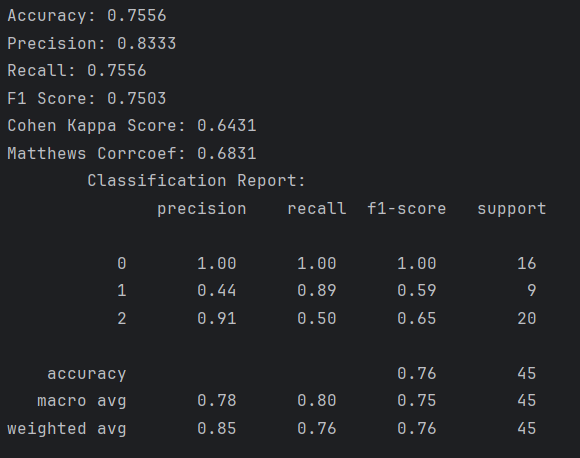 Accuracy: 0.7556
Precision: 0.8333
Recall: 0.7556
F1 Score: 0.7503
Cohen Kappa Score: 0.6431
Matthews Corrcoef: 0.6831
Classification Report:
precision recall f1-score support
0 1.00 1.00 1.00 16
1 0.44 0.89 0.59 9
2 0.91 0.50 0.65 20
accuracy 0.76 45
macro avg 0.78 0.80 0.75 45
weighted avg 0.85 0.76 0.76 45